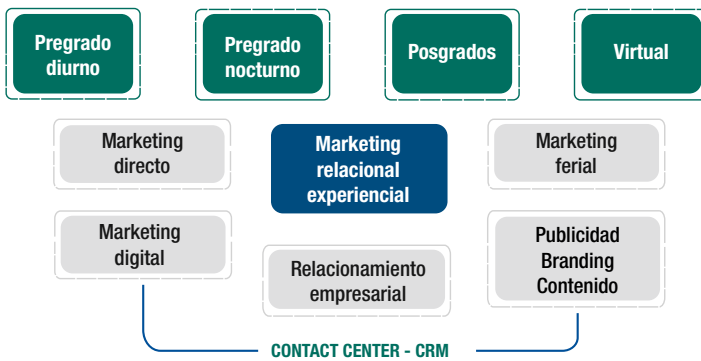 Pregrado
diurno
Pregrado
nocturno
Posgrados
Virtual
Marketing
directo
Marketing
relacional
experiencial
Marketing
ferial
Marketing
digital
Relacionamiento
empresarial
Publicidad
Branding
Contenido
CONTACT CENTER - CRM